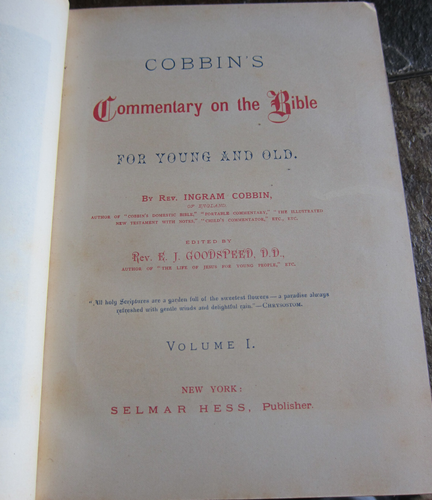 COBBIN'S
Commentary on the Bible
FOR YOUNG AND OLD.
BY REV. INGRAM COBBIN,
OF ENGLAND,
AUTHOR OF "COBBIN'S DOMESTIC BIBLE," "PORTABLE COMMENTARY," "THE ILLUSTRATED
NEW TESTAMENT WITH NOTES," "CHILD'S COMMENTATOR," ETC., ETC.
EDITED BY
REV. E. J. GOODSPEED, D.D.,
AUTHOR OF "THE LIFE OF JESUS FOR YOUNG PEOPLE," ETC.
"All holy Scriptures are a garden full of the sweetest flowers—a paradise always
refreshed with gentle winds and delightful rain."—CHRYSOSTOM.
VOLUME I.
NEW YORK:
SELMAR HESS, Publisher.